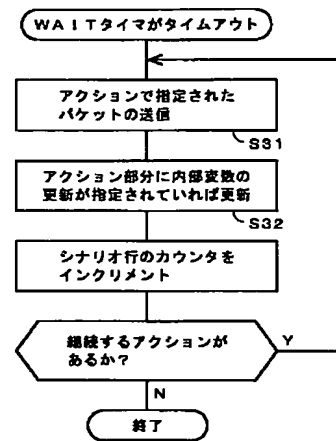 WAITタイマがタイムアウト
アクションで指定された
パケットの送信
S31
アクション部分に内部変数の
更新が指定されていれば更新
S32
シナリオ行のカウンタを
インクリメント
継続するアクションが
あるか?
Y
N
終了